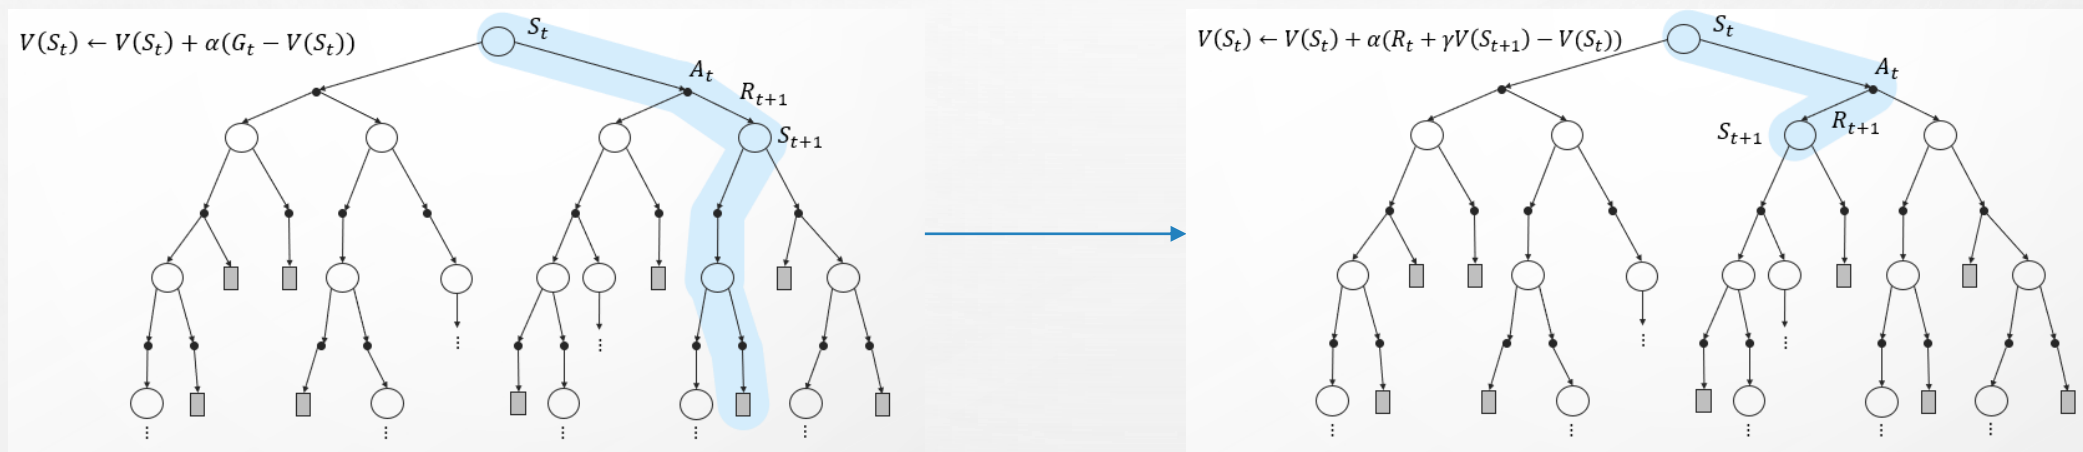 V(S_t) ← V(S_t) + α(G_t − V(S_t))
S_t
A_t
R_{t+1}
S_{t+1}
⋮
⋮
⋮
⋮
⋮
⋮
⋮
V(S_t) ← V(S_t) + α(R_t + γV(S_{t+1}) − V(S_t))
S_t
A_t
S_{t+1}
R_{t+1}
⋮
⋮
⋮
⋮
⋮
⋮
⋮